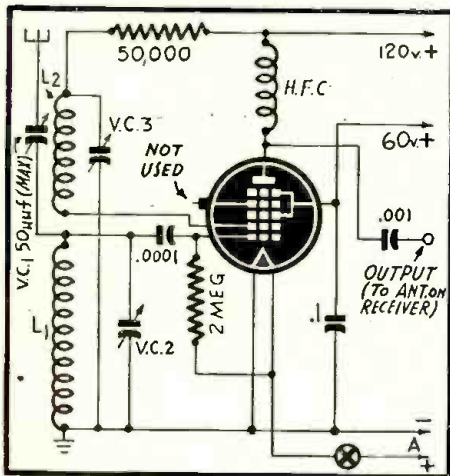 50,000
120v.+
L2
H.F.C
V.C.3
60v.+
NOT
USED
V.C.1 50μμf (MAX)
.0001
.001
OUTPUT
(TO ANT. ON
RECEIVER)
2 MEG
.1
L1
V.C.2
-
A
+